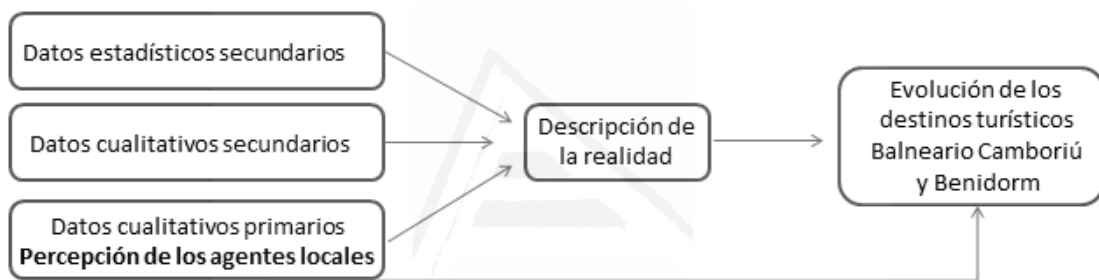 Datos estadísticos secundarios
Datos cualitativos secundarios
Datos cualitativos primarios
Percepción de los agentes locales
Descripción de
la realidad
Evolución de los
destinos turísticos
Balneario Camboriú
y Benidorm